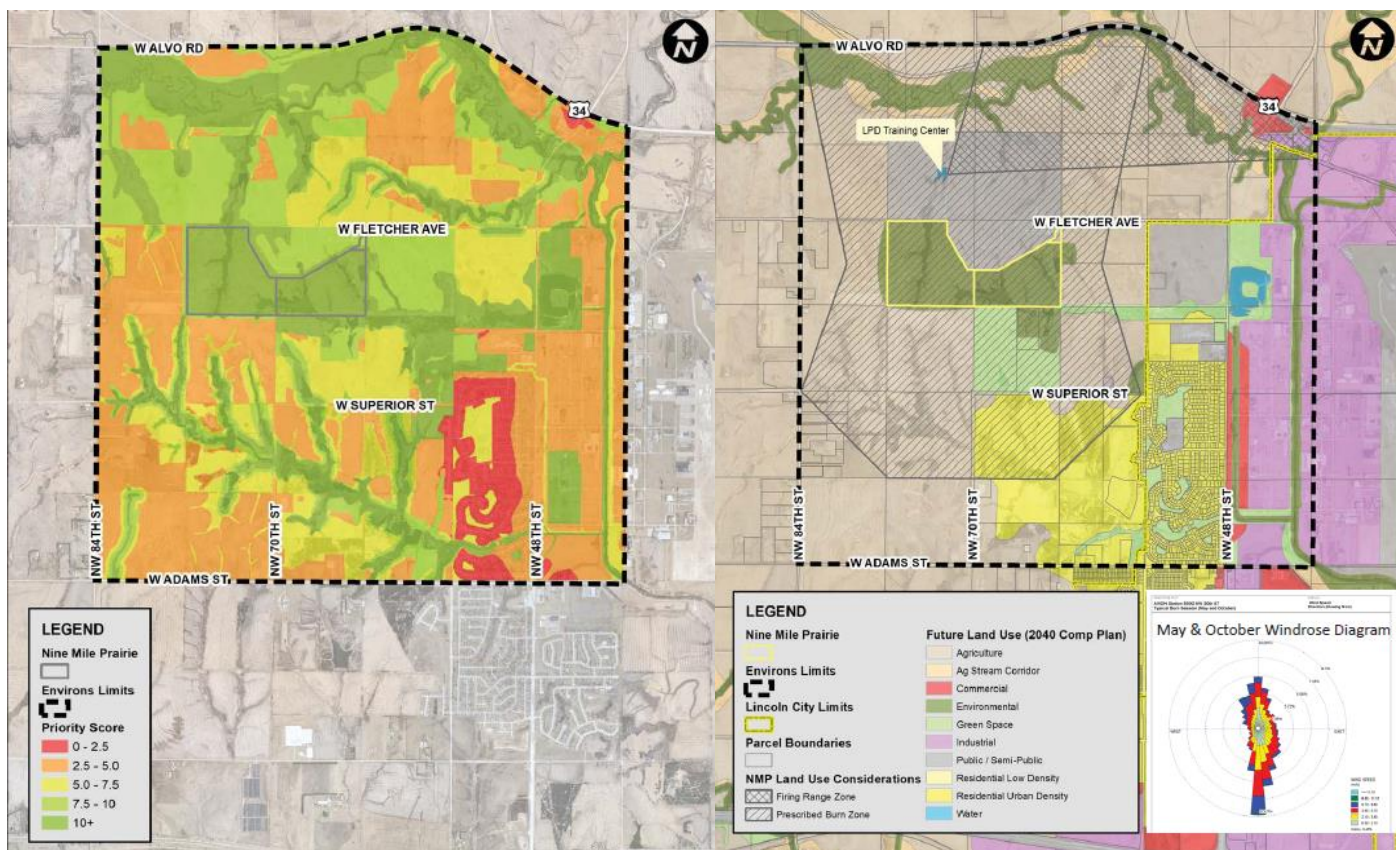 W ALVO RD
N
34
W FLETCHER AVE
W SUPERIOR ST
NW 84TH ST
NW 70TH ST
NW 48TH ST
W ADAMS ST
LEGEND
Nine Mile Prairie
Environs Limits
Priority Score
0 - 2.5
2.5 - 5.0
5.0 - 7.5
7.5 - 10
10+
W ALVO RD
N
34
LPD Training Center
W FLETCHER AVE
W SUPERIOR ST
NW 84TH ST
NW 70TH ST
NW 48TH ST
W ADAMS ST
LEGEND
Nine Mile Prairie
Environs Limits
Lincoln City Limits
Parcel Boundaries
NMP Land Use Considerations
Firing Range Zone
Prescribed Burn Zone
Future Land Use (2040 Comp Plan)
Agriculture
Ag Stream Corridor
Commercial
Environmental
Green Space
Industrial
Public / Semi-Public
Residential Low Density
Residential Urban Density
Water
May & October Windrose Diagram